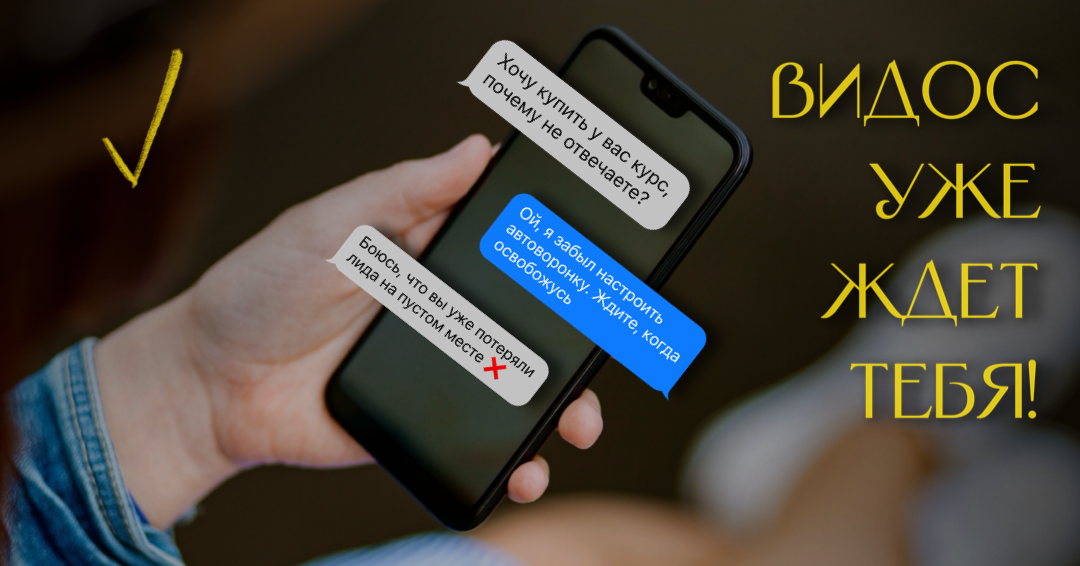 Хочу купить у вас курс,
почему не отвечаете?
Ой, я забыл настроить
автоворонку. Ждите, когда
освобожусь
Боюсь, что вы уже потеряли
лида на пустом месте ❌
ВИДОС
УЖЕ
ЖДЕТ
ТЕБЯ!